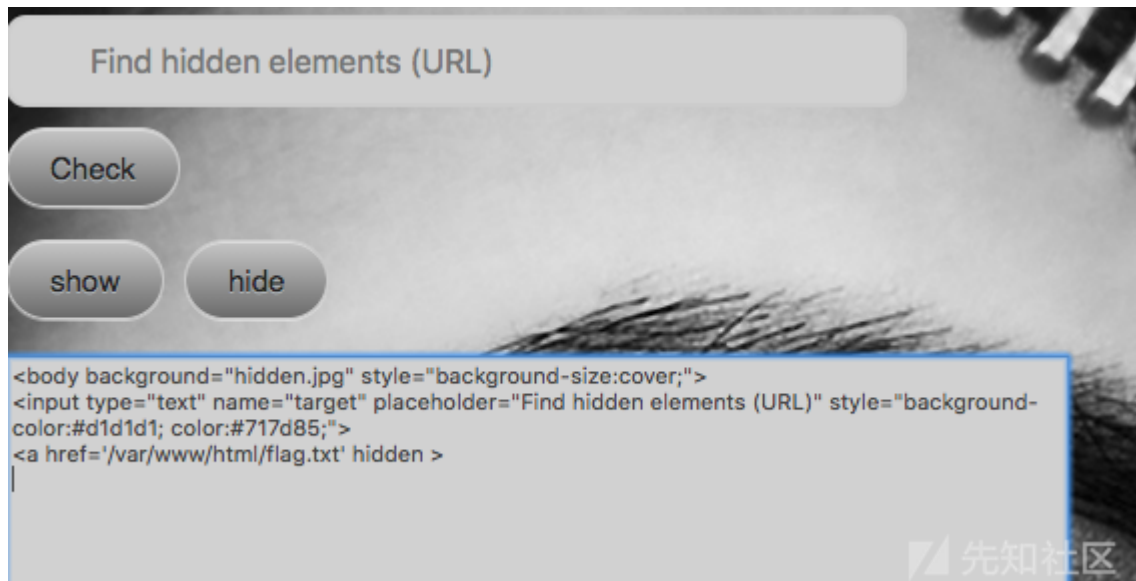 Find hidden elements (URL)
Check
show hide
<body background="hidden.jpg" style="background-size:cover;">
<input type="text" name="target" placeholder="Find hidden elements (URL)" style="background-
color:#d1d1d1; color:#717d85;">
<a href='/var/www/html/flag.txt' hidden >
先知社区